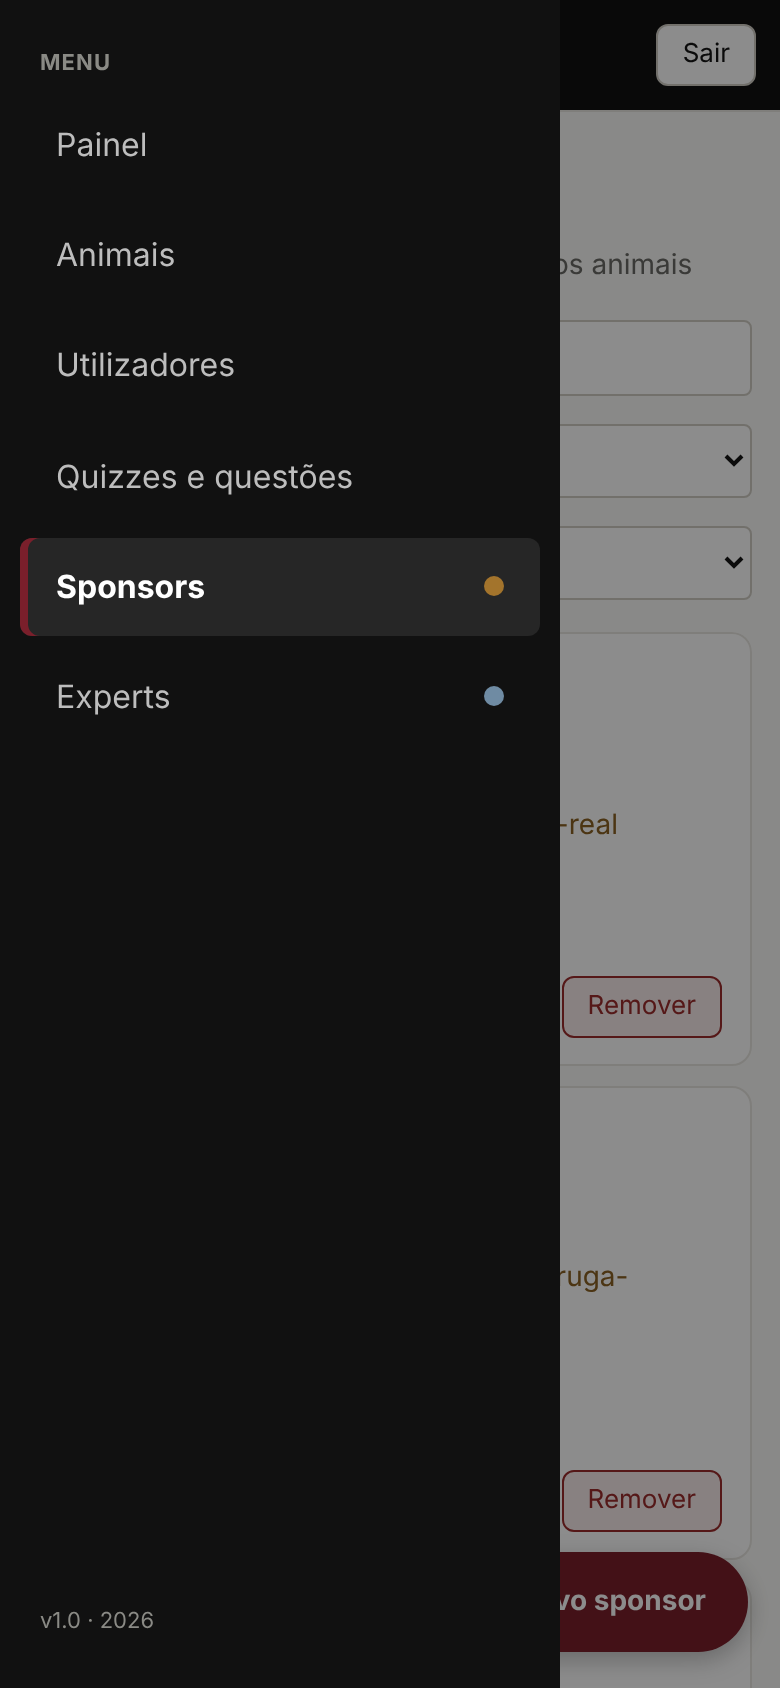 MENU
Sair
Painel
Animais
os animais
Utilizadores
Quizzes e questões
Sponsors
Experts
-real
Remover
ruga-
Remover
vo sponsor
v1.0 · 2026